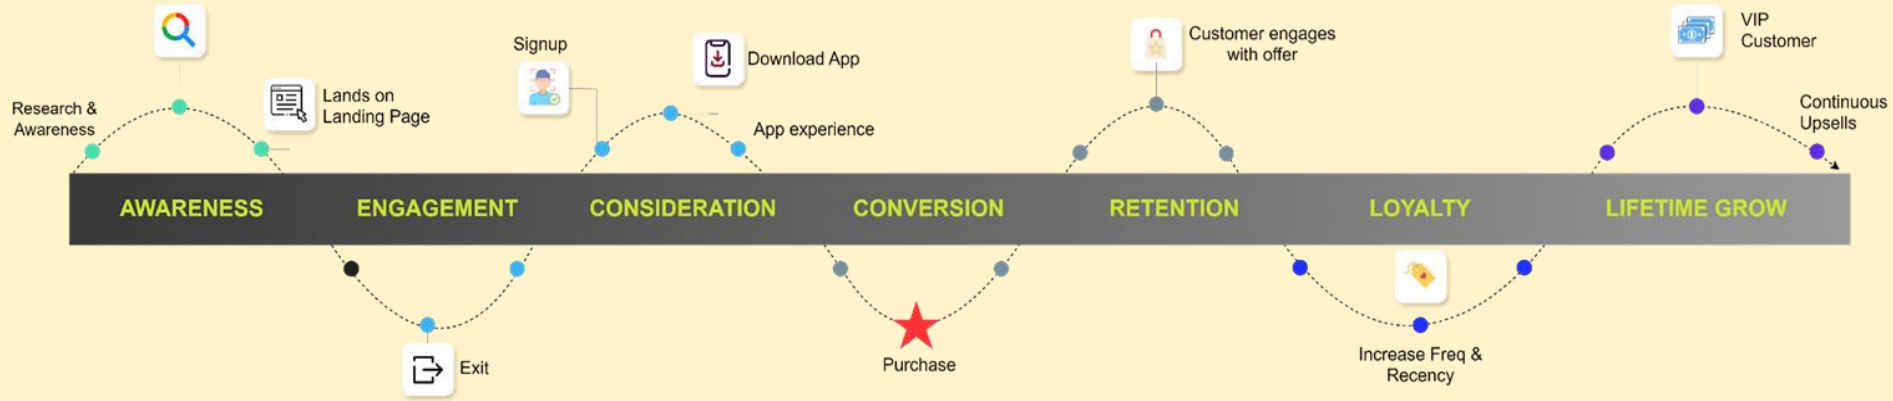 Research &
Awareness
Lands on
Landing Page
Signup
Download App
App experience
Customer engages
with offer
VIP
Customer
Continuous
Upsells
AWARENESS
ENGAGEMENT
CONSIDERATION
CONVERSION
RETENTION
LOYALTY
LIFETIME GROW
Exit
Purchase
Increase Freq &
Recency